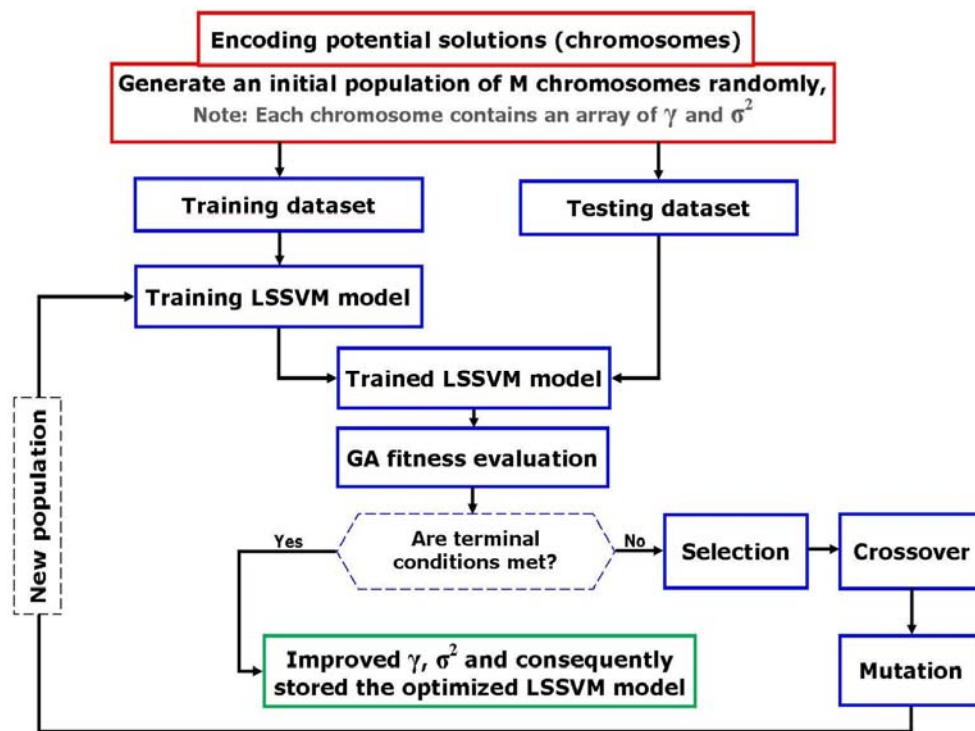 Encoding potential solutions (chromosomes)
Generate an initial population of M chromosomes randomly,
Note: Each chromosome contains an array of γ and σ²
Training dataset
Testing dataset
Training LSSVM model
Trained LSSVM model
New population
GA fitness evaluation
Are terminal
conditions met?
Yes
No
Selection
Crossover
Mutation
Improved γ, σ² and consequently
stored the optimized LSSVM model